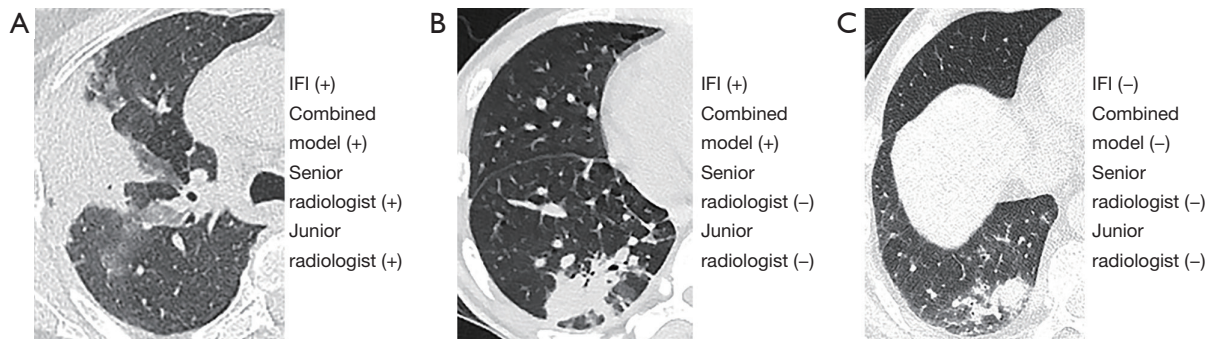 A
IFI (+)
Combined
model (+)
Senior
radiologist (+)
Junior
radiologist (+)
B
IFI (+)
Combined
model (+)
Senior
radiologist (–)
Junior
radiologist (–)
C
IFI (–)
Combined
model (–)
Senior
radiologist (–)
Junior
radiologist (–)